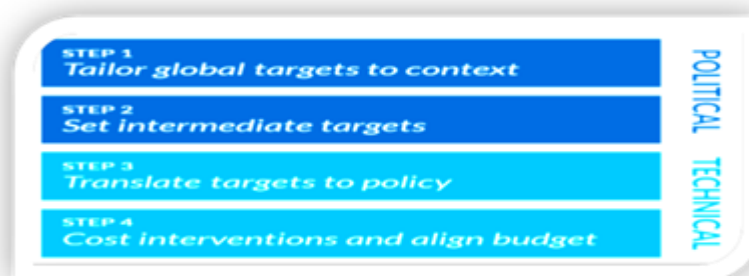 STEP 1
Tailor global targets to context
STEP 2
Set intermediate targets
STEP 3
Translate targets to policy
STEP 4
Cost interventions and align budget
POLITICAL
TECHNICAL